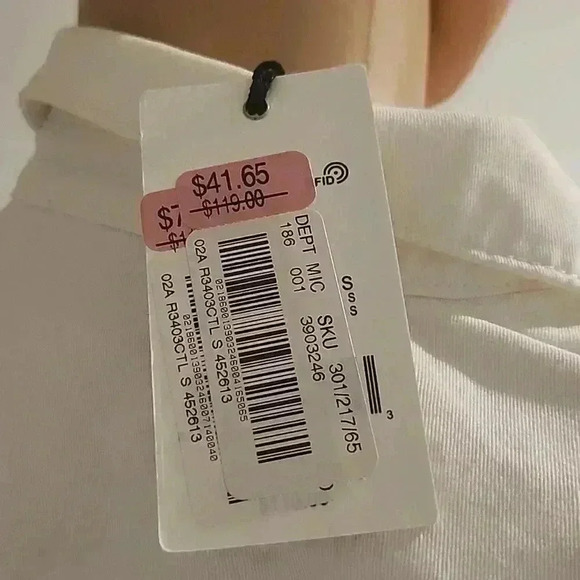 $41.65
$119.00
$7
FID
DEPT MIC SKU 301/217/65
186 001 3903246
02A R3403CTL S 452613
02A R3403CTL S 452613
S
S
S
3